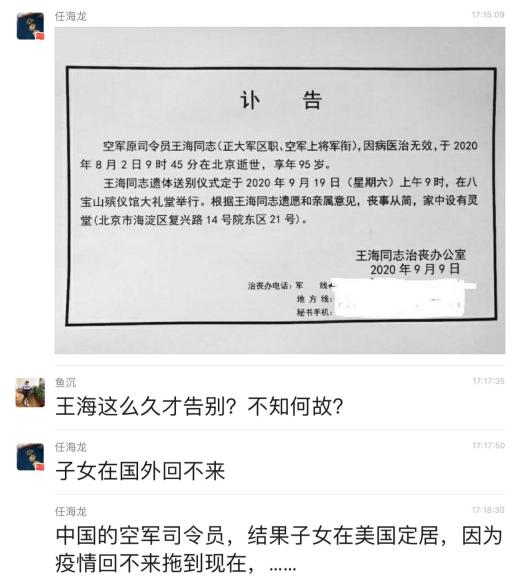 任海龙
17:15:09
讣 告
空军原司令员王海同志(正大军区职、空军上将军衔),因病医治无效,于 2020
年 8 月 2 日 9 时 45 分在北京逝世,享年 95 岁。
王海同志遗体送别仪式定于 2020 年 9 月 19 日(星期六)上午 9 时,在八
宝山殡仪馆大礼堂举行。根据王海同志遗愿和亲属意见,丧事从简,家中设有灵
堂(北京市海淀区复兴路 14 号院东区 21 号)。
王海同志治丧办公室
2020 年 9 月 9 日
治丧办电话:军 线:
地 方 线:
秘书手机:
鱼沉
17:17:35
王海这么久才告别?不知何故?
任海龙
17:17:50
子女在国外回不来
任海龙
17:18:30
中国的空军司令员,结果子女在美国定居,因为
疫情回不来拖到现在,……